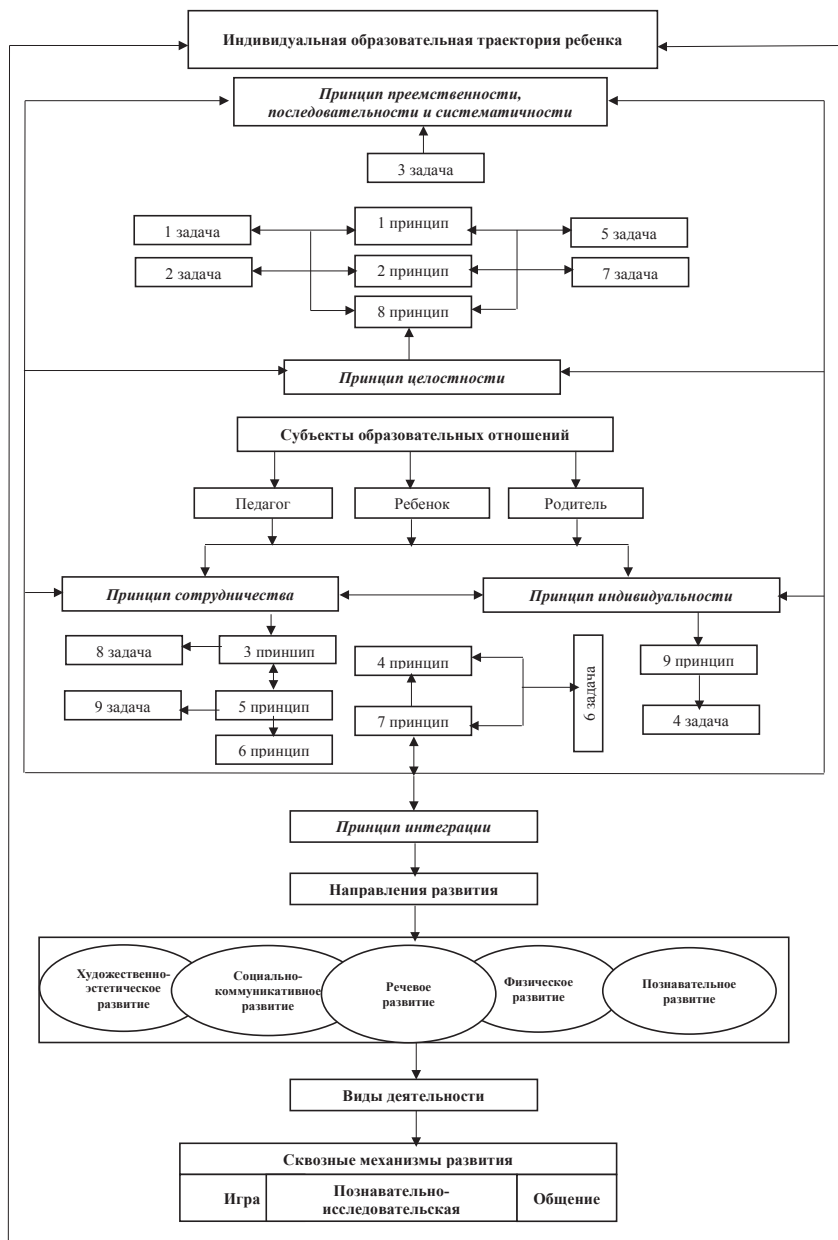 Индивидуальная образовательная траектория ребенка
Принцип преемственности,
последовательности и систематичности
3 задача
1 задача
1 принцип
5 задача
2 задача
2 принцип
7 задача
8 принцип
Принцип целостности
Субъекты образовательных отношений
Педагог
Ребенок
Родитель
Принцип сотрудничества
Принцип индивидуальности
8 задача
3 принцип
4 принцип
6 задача
9 принцип
9 задача
5 принцип
7 принцип
4 задача
6 принцип
Принцип интеграции
Направления развития
Художественно-
эстетическое
развитие
Социально-
коммуникативное
развитие
Речевое
развитие
Физическое
развитие
Познавательное
развитие
Виды деятельности
Сквозные механизмы развития
Игра
Познавательно-
исследовательская
Общение